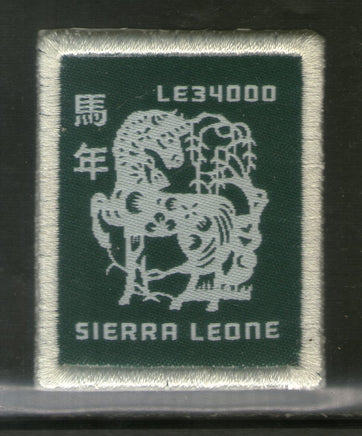 LE34000
馬
年
SIERRA LEONE